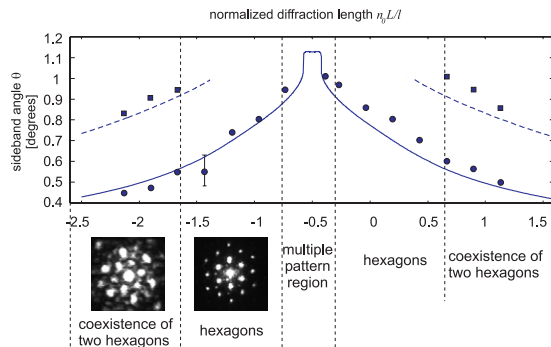 normalized diffraction length n₀L/l
sideband angle θ
[degrees]
1.2
1.1
1
0.9
0.8
0.7
0.6
0.5
0.4
-2.5
-2
-1.5
-1
-0.5
0
0.5
1
1.5
coexistence of
two hexagons
hexagons
multiple
pattern
region
hexagons
coexistence of
two hexagons